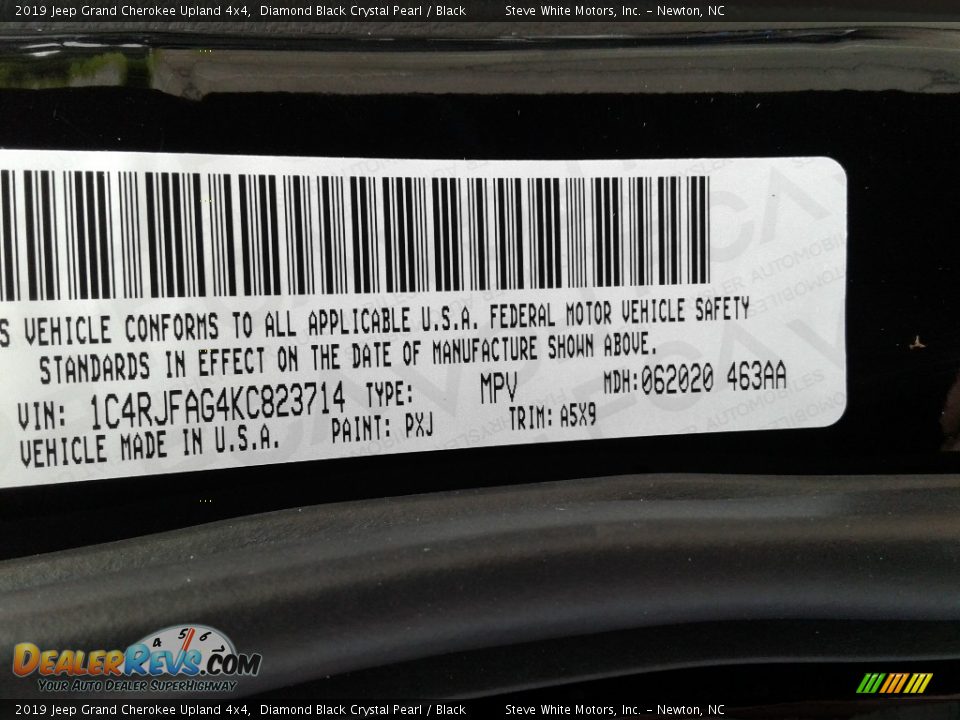 2019 Jeep Grand Cherokee Upland 4x4, Diamond Black Crystal Pearl / Black Steve White Motors, Inc. – Newton, NC
S VEHICLE CONFORMS TO ALL APPLICABLE U.S.A. FEDERAL MOTOR VEHICLE SAFETY
STANDARDS IN EFFECT ON THE DATE OF MANUFACTURE SHOWN ABOVE.
VIN: 1C4RJFAG4KC823714 TYPE: MPV MDH:062020 463AA
VEHICLE MADE IN U.S.A. PAINT: PXJ TRIM: A5X9
4 5 6
DEALERREVS.COM
YOUR AUTO DEALER SUPERHIGHWAY
2019 Jeep Grand Cherokee Upland 4x4, Diamond Black Crystal Pearl / Black Steve White Motors, Inc. – Newton, NC